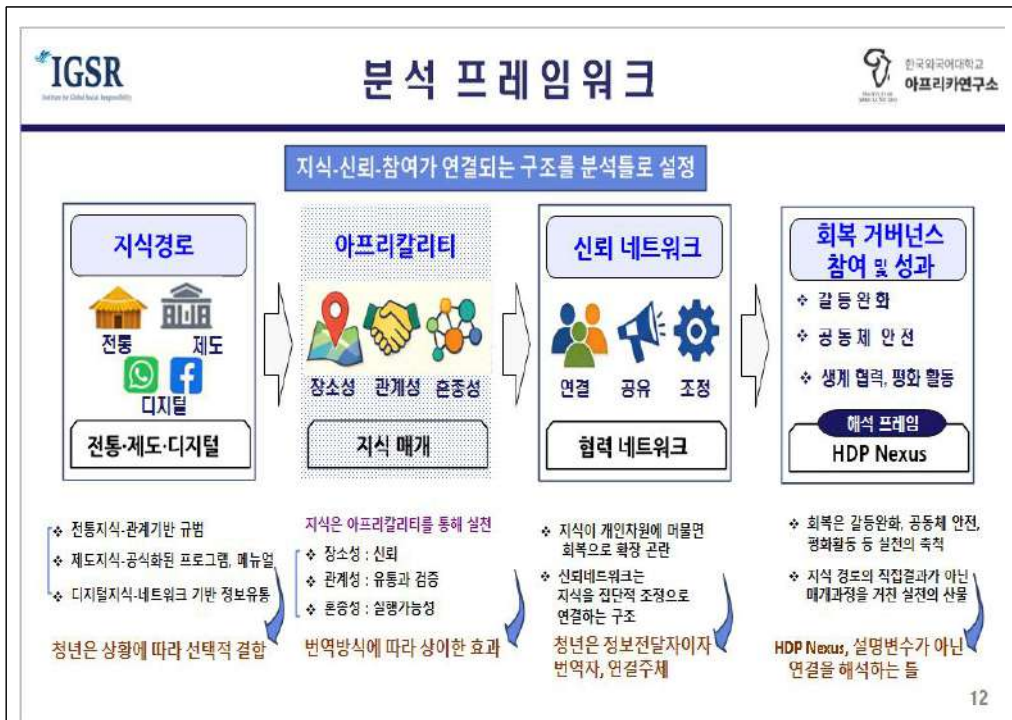 IGSR
Institute for Global Social Responsibility
분석 프레임워크
한국외국어대학교
아프리카연구소
지식-신뢰-참여가 연결되는 구조를 분석틀로 설정
지식경로
전통
제도
디지털
전통·제도·디지털
❖ 전통지식-관계기반 규범
❖ 제도지식-공식화된 프로그램, 메뉴얼
❖ 디지털지식-네트워크 기반 정보유통
청년은 상황에 따라 선택적 결합
아프리칼리티
장소성 관계성 혼종성
지식 매개
지식은 아프리칼리티를 통해 실천
❖ 장소성 : 신뢰
❖ 관계성 : 유통과 검증
❖ 혼종성 : 실행가능성
번역방식에 따라 상이한 효과
신뢰 네트워크
연결 공유 조정
협력 네트워크
❖ 지식이 개인차원에 머물면
회복으로 확장 곤란
❖ 신뢰네트워크는
지식을 집단적 조정으로
연결하는 구조
청년은 정보전달자이자
번역자, 연결주체
회복 거버넌스
참여 및 성과
❖ 갈등완화
❖ 공동체 안전
❖ 생계 협력, 평화 활동
해석 프레임
HDP Nexus
❖ 회복은 갈등완화, 공동체 안전,
평화활동 등 실천의 축적
❖ 지식 경로의 직접결과가 아닌
매개과정을 거친 실천의 산물
HDP Nexus, 설명변수가 아닌
연결을 해석하는 틀
12